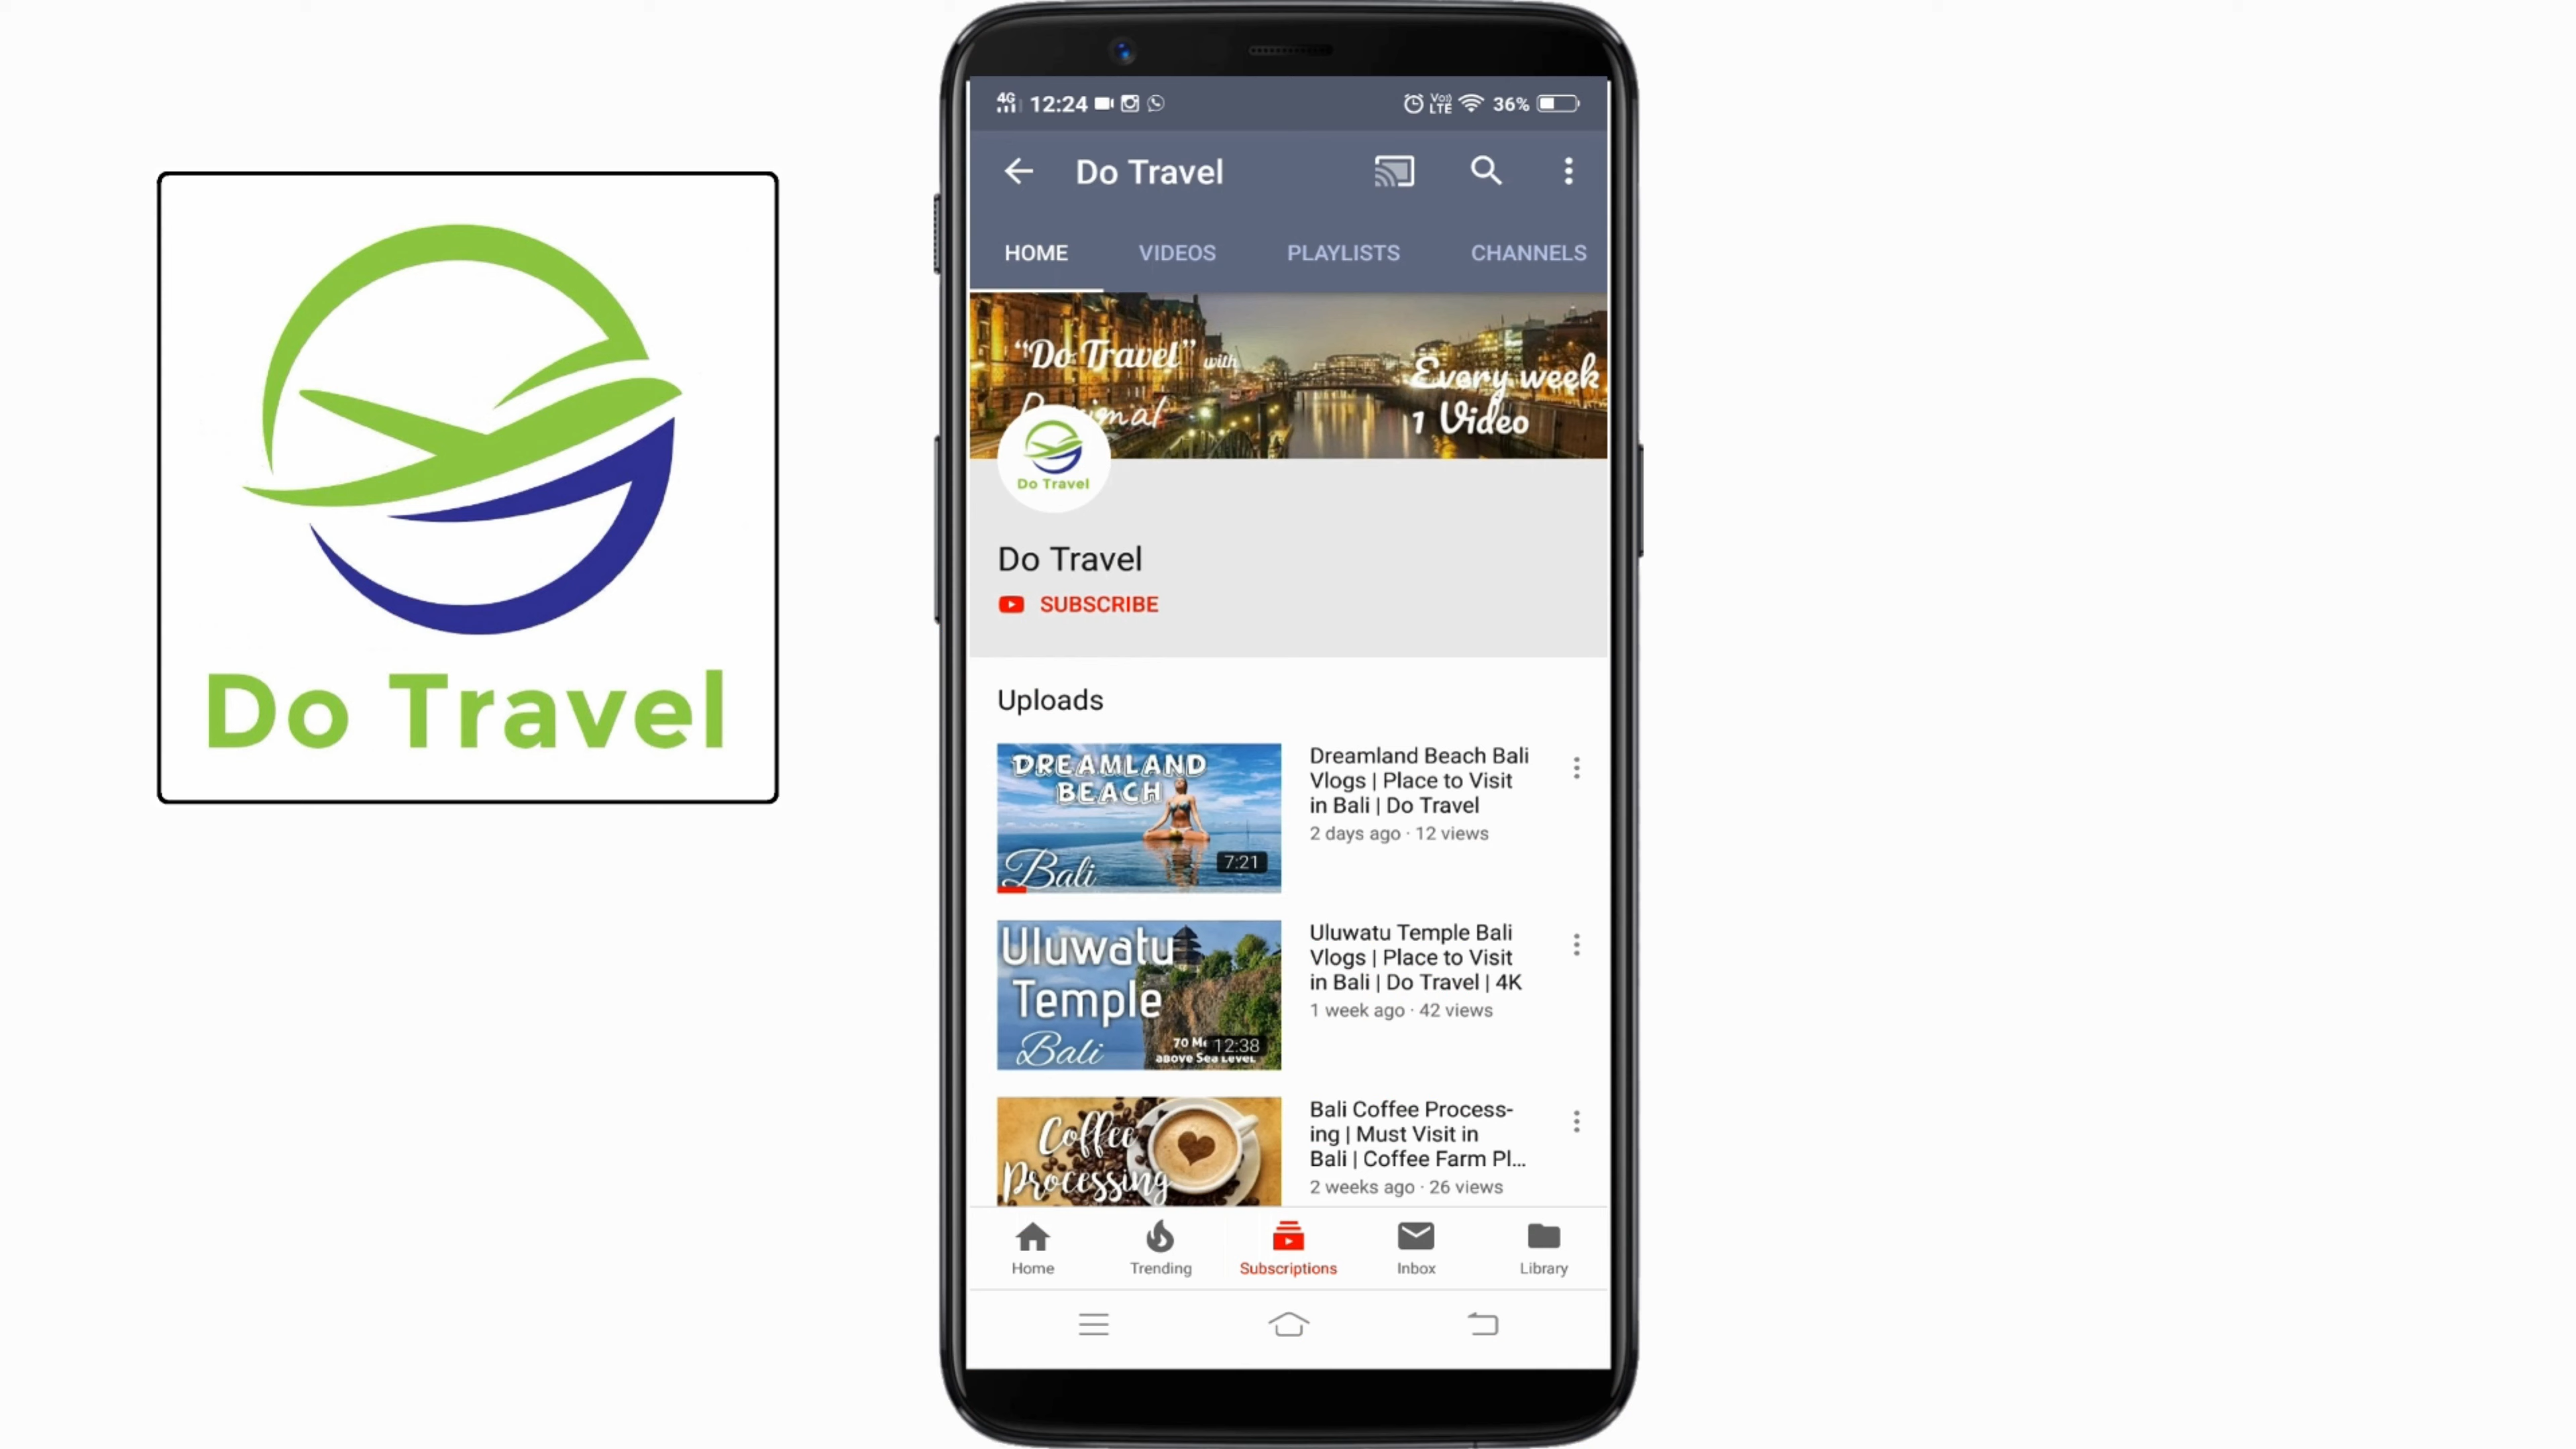 Do Travel
4G 12:24 Vo)) LTE 36%
Do Travel
HOME VIDEOS PLAYLISTS CHANNELS
“Do Travel” with
Every week
1 Video
Do Travel
Do Travel
SUBSCRIBE
Uploads
DREAMLAND
BEACH
Bali
7:21
Dreamland Beach Bali
Vlogs | Place to Visit
in Bali | Do Travel
2 days ago · 12 views
Uluwatu
Temple
Bali
70
12:38
above Sea Level
Uluwatu Temple Bali
Vlogs | Place to Visit
in Bali | Do Travel | 4K
1 week ago · 42 views
Coffee
Processing
Bali Coffee Process-
ing | Must Visit in
Bali | Coffee Farm Pl...
2 weeks ago · 26 views
Home Trending Subscriptions Inbox Library